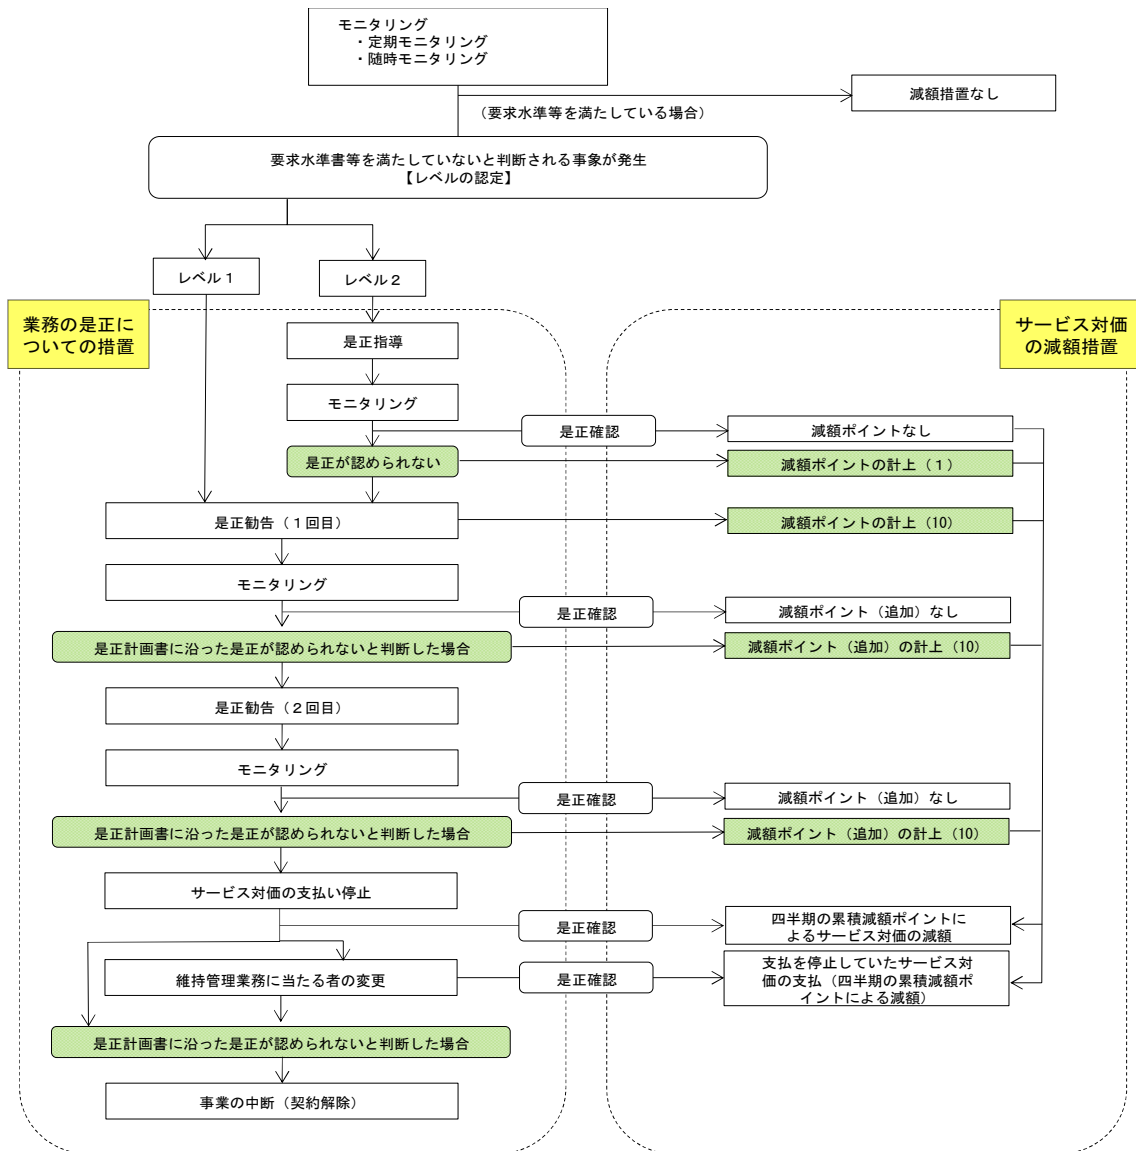 モニタリング
・定期モニタリング
・随時モニタリング
減額措置なし
（要求水準等を満たしている場合）
要求水準書等を満たしていないと判断される事象が発生
【レベルの認定】
レベル１
レベル２
業務の是正に
ついての措置
サービス対価
の減額措置
是正指導
モニタリング
是正確認
減額ポイントなし
是正が認められない
減額ポイントの計上（１）
是正勧告（１回目）
減額ポイントの計上（10）
モニタリング
是正確認
減額ポイント（追加）なし
是正計画書に沿った是正が認められないと判断した場合
減額ポイント（追加）の計上（10）
是正勧告（２回目）
モニタリング
是正確認
減額ポイント（追加）なし
是正計画書に沿った是正が認められないと判断した場合
減額ポイント（追加）の計上（10）
サービス対価の支払い停止
是正確認
四半期の累積減額ポイントに
よるサービス対価の減額
維持管理業務に当たる者の変更
是正確認
支払を停止していたサービス対
価の支払（四半期の累積減額ポ
イントによる減額）
是正計画書に沿った是正が認められないと判断した場合
事業の中断（契約解除）